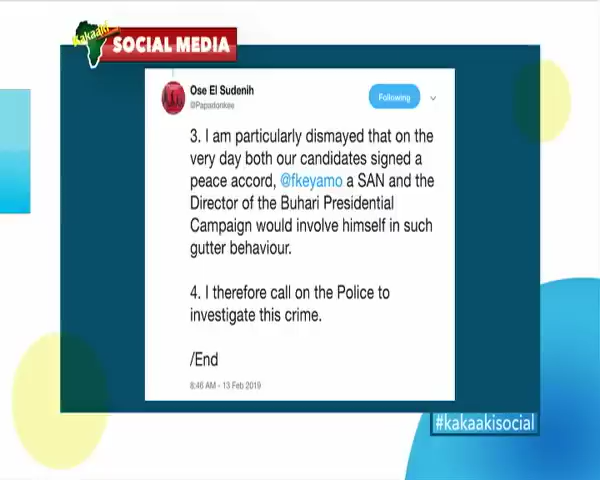 Kakaaki
SOCIAL MEDIA
Ose El Sudenih
@Papadonkee
Following
3. I am particularly dismayed that on the
very day both our candidates signed a
peace accord, @fkeyamo a SAN and the
Director of the Buhari Presidential
Campaign would involve himself in such
gutter behaviour.
4. I therefore call on the Police to
investigate this crime.
/End
8:46 AM - 13 Feb 2019
#kakaakisocial